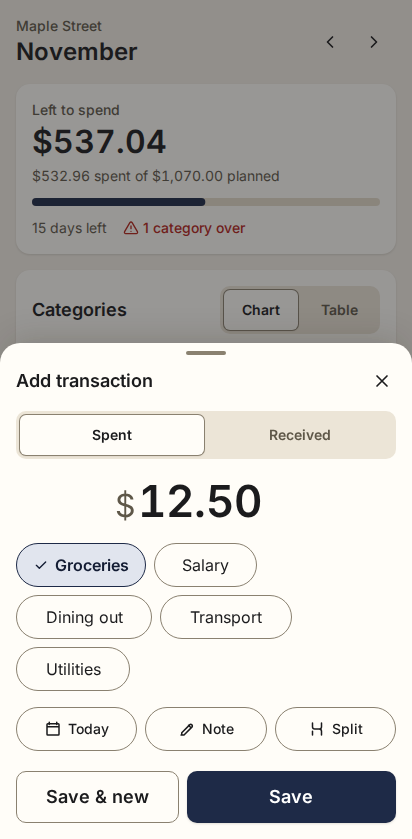 Maple Street
November
Left to spend
$537.04
$532.96 spent of $1,070.00 planned
15 days left 1 category over
Categories Chart Table
Add transaction
Spent Received
$12.50
Groceries Salary
Dining out Transport
Utilities
Today Note Split
Save & new Save